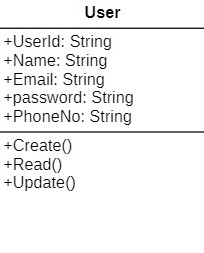 User
+UserId: String
+Name: String
+Email: String
+password: String
+PhoneNo: String
+Create()
+Read()
+Update()